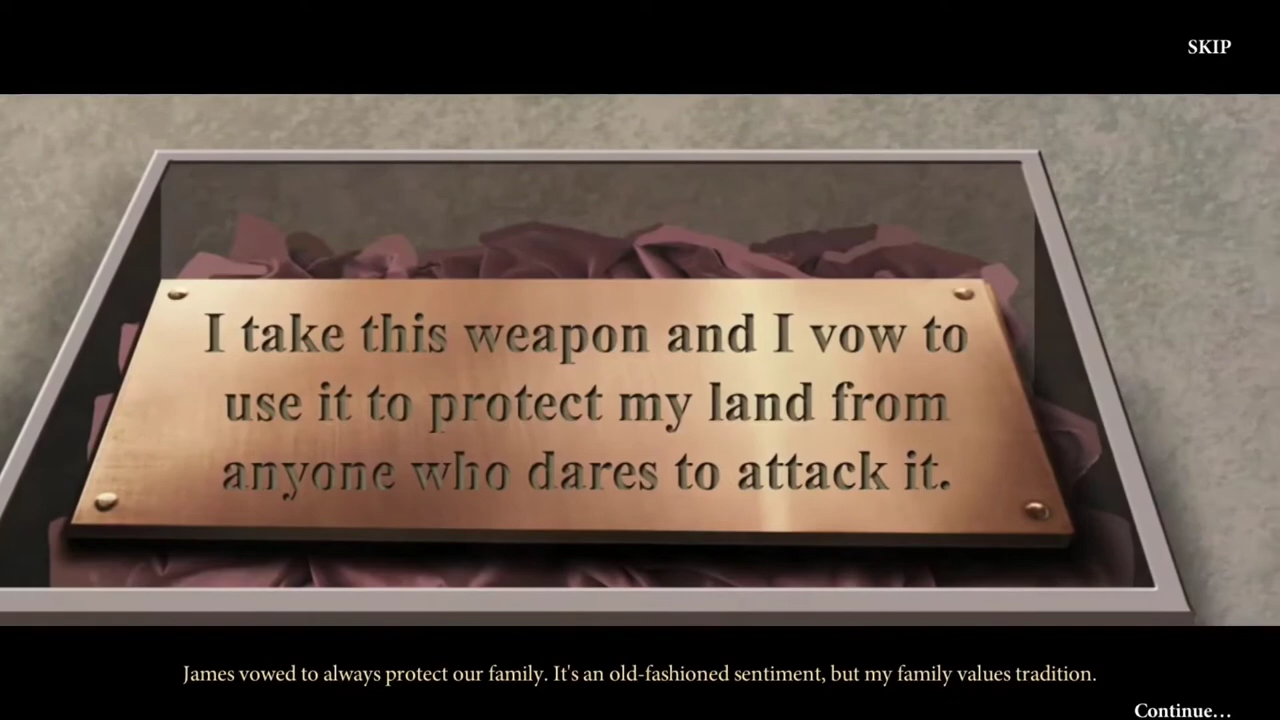 SKIP
I take this weapon and I vow to
use it to protect my land from
anyone who dares to attack it.
James vowed to always protect our family. It's an old-fashioned sentiment, but my family values tradition.
Continue...